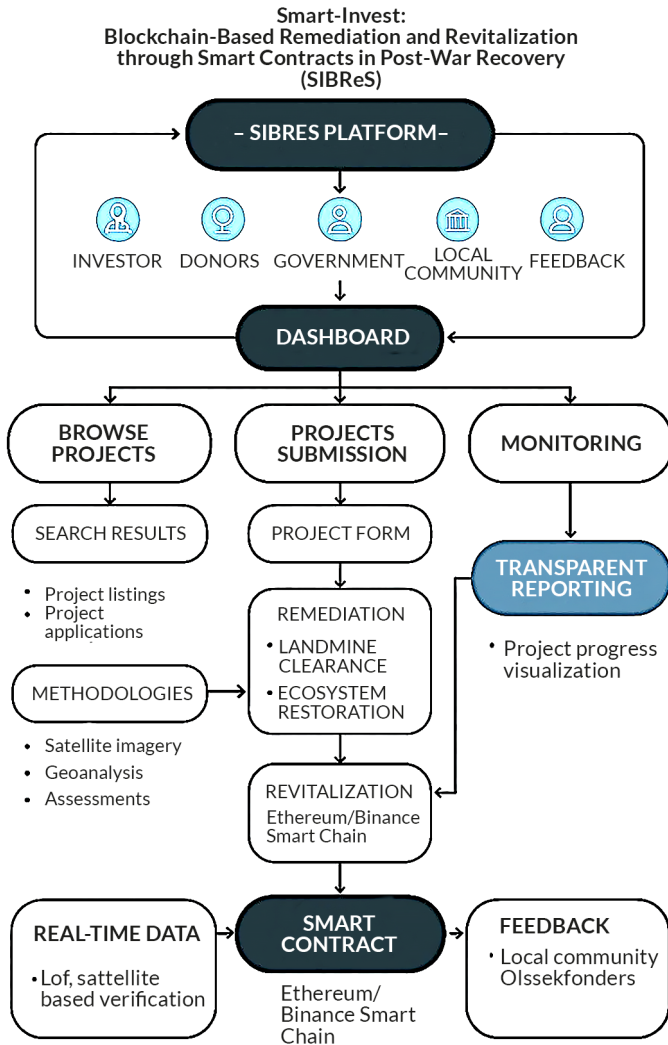 Smart-Invest:
Blockchain-Based Remediation and Revitalization
through Smart Contracts in Post-War Recovery
(SIBReS)
– SIBRES PLATFORM–
INVESTOR
DONORS
GOVERNMENT
LOCAL
COMMUNITY
FEEDBACK
DASHBOARD
BROWSE
PROJECTS
PROJECTS
SUBMISSION
MONITORING
SEARCH RESULTS
• Project listings
• Project
applications
PROJECT FORM
TRANSPARENT
REPORTING
• Project progress
visualization
REMEDIATION
• LANDMINE
CLEARANCE
• ECOSYSTEM
RESTORATION
METHODOLOGIES
• Satellite imagery
• Geoanalysis
• Assessments
REVITALIZATION
Ethereum/Binance
Smart Chain
REAL-TIME DATA
• Lof, sattellite
based verification
SMART
CONTRACT
Ethereum/
Binance Smart
Chain
FEEDBACK
• Local community
Olssekfonders